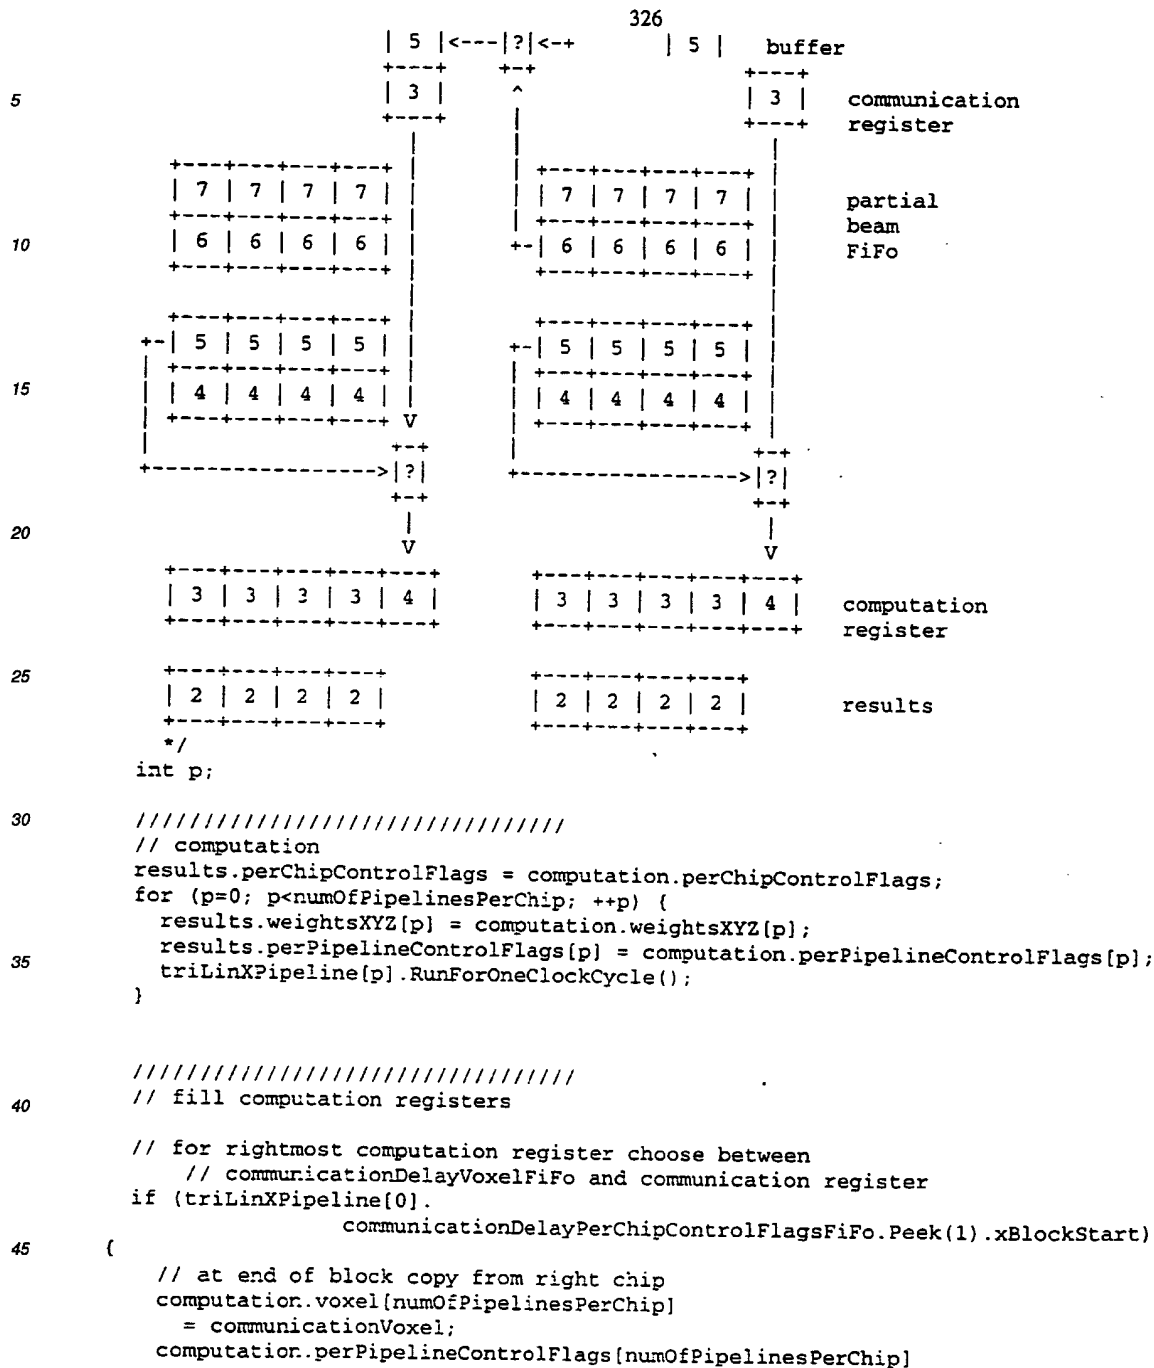 326
| 5 |<---|?|<-+ | 5 | buffer
+----+ +-+ +----+
5 | 3 | ^ | 3 | communication
+----+ | +----+ register
| | |
+----+----+----+----+ | | +----+----+----+----+ |
| 7 | 7 | 7 | 7 | | | | 7 | 7 | 7 | 7 | | partial
+----+----+----+----+ | | +----+----+----+----+ | beam
10 | 6 | 6 | 6 | 6 | | +-| 6 | 6 | 6 | 6 | | FiFo
+----+----+----+----+ | +----+----+----+----+ |
| |
+----+----+----+----+ | +----+----+----+----+ |
+-| 5 | 5 | 5 | 5 | | +-| 5 | 5 | 5 | 5 | |
| +----+----+----+----+ | | +----+----+----+----+ |
15 | | 4 | 4 | 4 | 4 | | | | 4 | 4 | 4 | 4 | |
| +----+----+----+----+ V | +----+----+----+----+ |
| +-+ | +-+
+-------------------->|?| +-------------------->|?|
+-+ +-+
20 | |
V V
+----+----+----+----+----+ +----+----+----+----+----+
| 3 | 3 | 3 | 3 | 4 | | 3 | 3 | 3 | 3 | 4 | computation
+----+----+----+----+----+ +----+----+----+----+----+ register
25 +----+----+----+----+ +----+----+----+----+
| 2 | 2 | 2 | 2 | | 2 | 2 | 2 | 2 | results
+----+----+----+----+ +----+----+----+----+
*/
int p;
30 ////////////////////////////////
// computation
results.perChipControlFlags = computation.perChipControlFlags;
for (p=0; p<numOfPipelinesPerChip; ++p) {
results.weightsXYZ[p] = computation.weightsXYZ[p];
35 results.perPipelineControlFlags[p] = computation.perPipelineControlFlags[p];
triLinXPipeline[p].RunForOneClockCycle();
}
/////////////////////////////////
40 // fill computation registers
// for rightmost computation register choose between
// communicationDelayVoxelFiFo and communication register
if (triLinXPipeline[0].
communicationDelayPerChipControlFlagsFiFo.Peek(1).xBlockStart)
45 {
// at end of block copy from right chip
computation.voxel[numOfPipelinesPerChip]
= communicationVoxel;
computation.perPipelineControlFlags[numOfPipelinesPerChip]